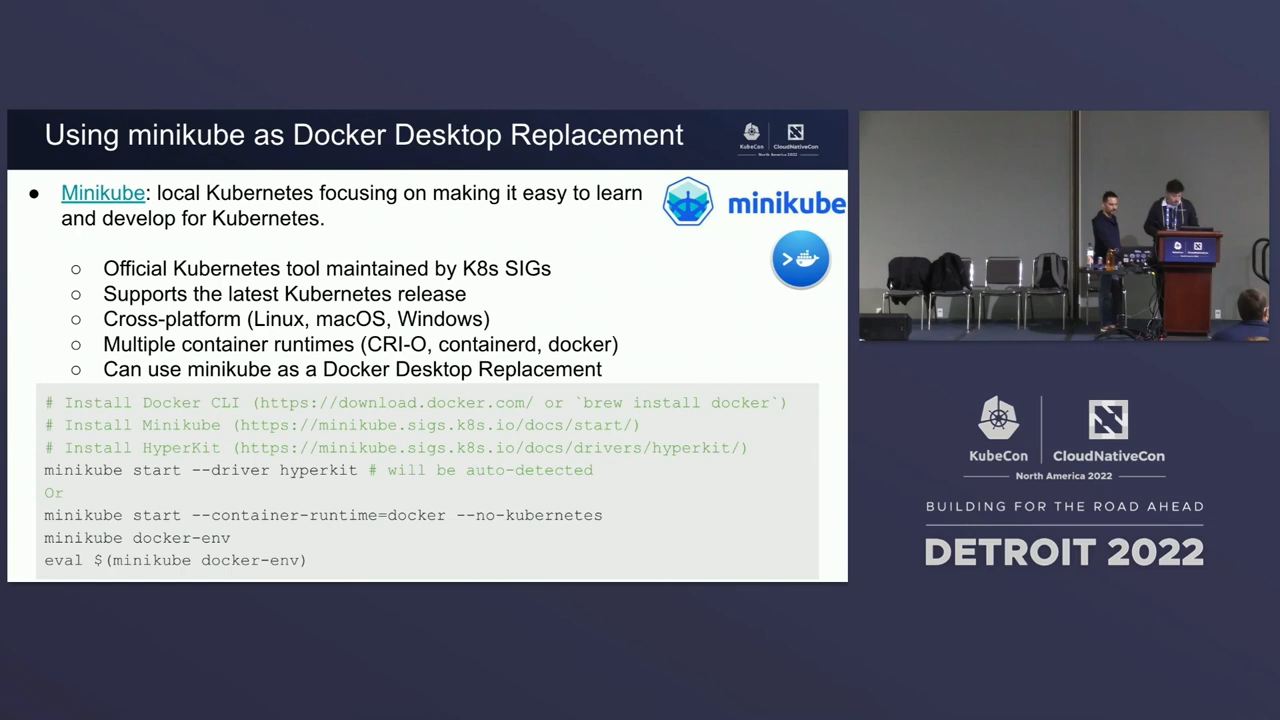 Using minikube as Docker Desktop Replacement
KubeCon
CloudNativeCon
North America 2022
● Minikube: local Kubernetes focusing on making it easy to learn
and develop for Kubernetes.
minikube
○ Official Kubernetes tool maintained by K8s SIGs
○ Supports the latest Kubernetes release
○ Cross-platform (Linux, macOS, Windows)
○ Multiple container runtimes (CRI-O, containerd, docker)
○ Can use minikube as a Docker Desktop Replacement
# Install Docker CLI (https://download.docker.com/ or `brew install docker`)
# Install Minikube (https://minikube.sigs.k8s.io/docs/start/)
# Install HyperKit (https://minikube.sigs.k8s.io/docs/drivers/hyperkit/)
minikube start --driver hyperkit # will be auto-detected
Or
minikube start --container-runtime=docker --no-kubernetes
minikube docker-env
eval $(minikube docker-env)
KubeCon
CloudNativeCon
North America 2022
BUILDING FOR THE ROAD AHEAD
DETROIT 2022